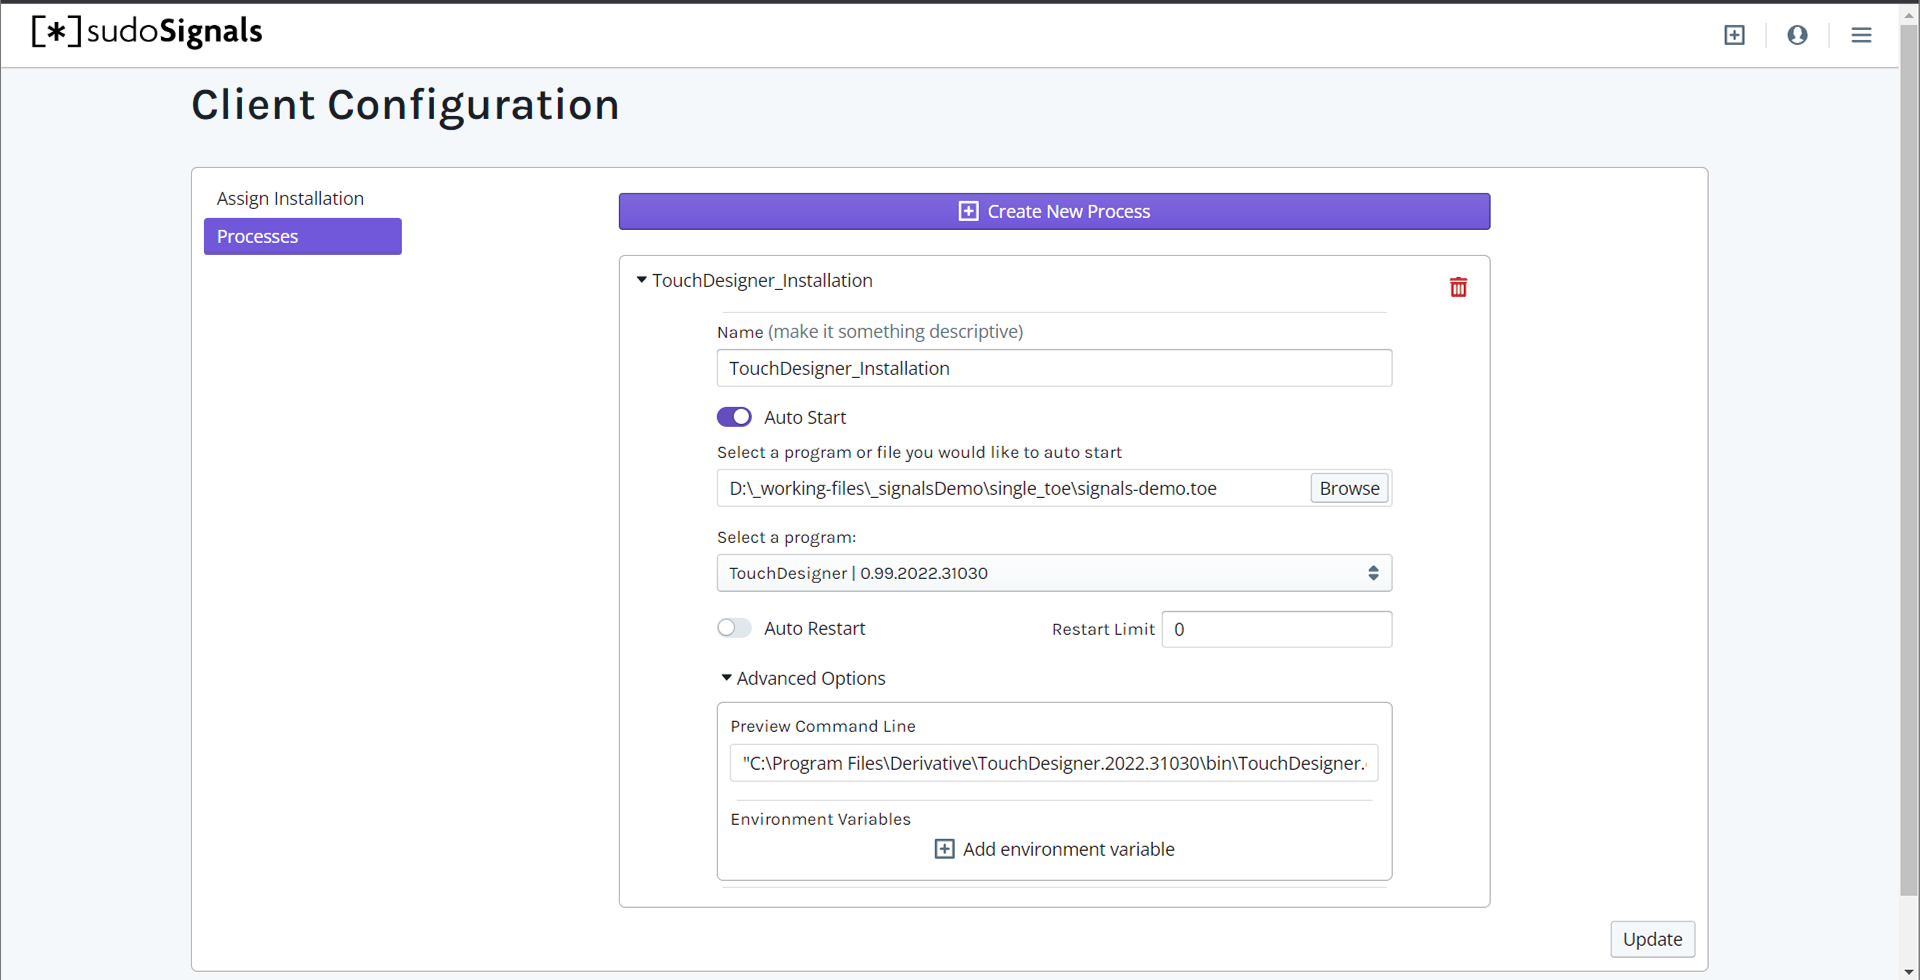 [*]sudoSignals
Client Configuration
Assign Installation
Processes
Create New Process
TouchDesigner_Installation
Name (make it something descriptive)
TouchDesigner_Installation
Auto Start
Select a program or file you would like to auto start
D:\_working-files\_signalsDemo\single_toe\signals-demo.toe
Browse
Select a program:
TouchDesigner | 0.99.2022.31030
Auto Restart
Restart Limit
0
Advanced Options
Preview Command Line
"C:\Program Files\Derivative\TouchDesigner.2022.31030\bin\TouchDesigner.
Environment Variables
Add environment variable
Update